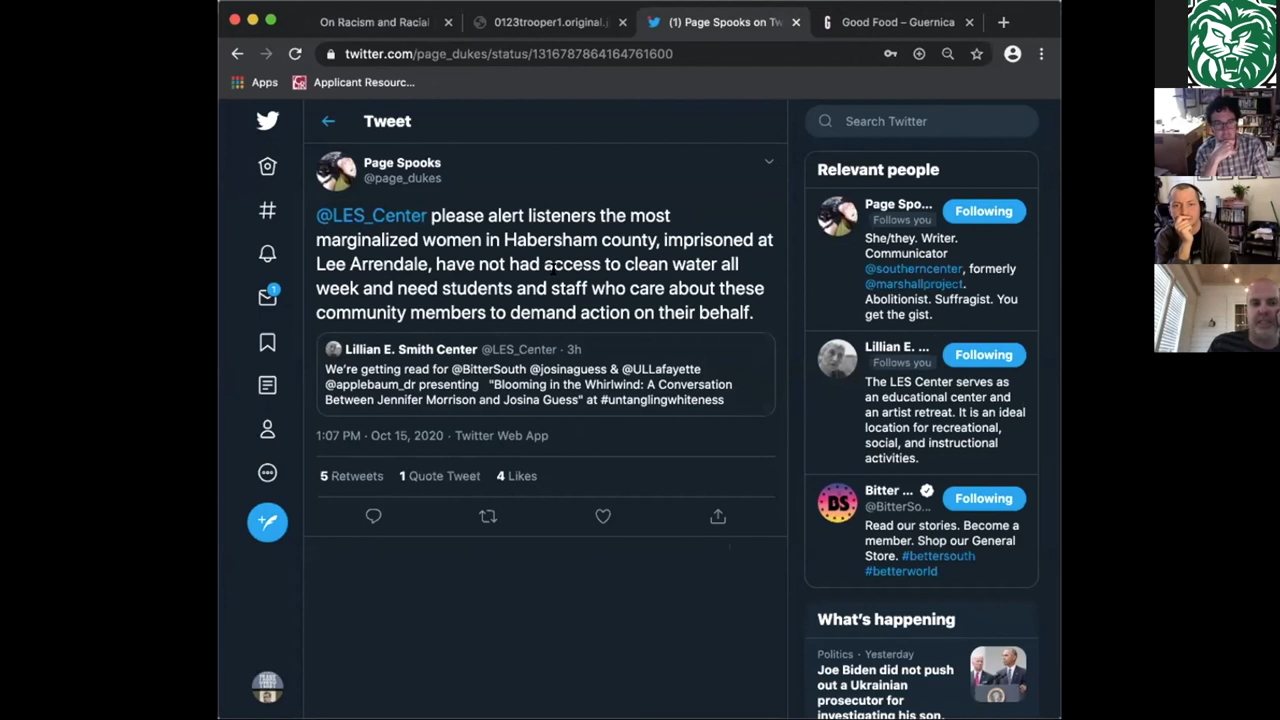 On Racism and Racial
0123trooper1.original.j
(1) Page Spooks on Tw
Good Food – Guernica
twitter.com/page_dukes/status/1316787864164761600
Apps
Applicant Resourc...
Tweet
Page Spooks
@page_dukes
@LES_Center please alert listeners the most
marginalized women in Habersham county, imprisoned at
Lee Arrendale, have not had access to clean water all
week and need students and staff who care about these
community members to demand action on their behalf.
Lillian E. Smith Center @LES_Center · 3h
We're getting read for @BitterSouth @josinaguess & @ULLafayette
@applebaum_dr presenting "Blooming in the Whirlwind: A Conversation
Between Jennifer Morrison and Josina Guess" at #untanglingwhiteness
1:07 PM · Oct 15, 2020 · Twitter Web App
5 Retweets 1 Quote Tweet 4 Likes
1
Search Twitter
Relevant people
Page Spo...
Follows you
Following
She/they. Writer.
Communicator
@southerncenter, formerly
@marshallproject.
Abolitionist. Suffragist. You
get the gist.
Lillian E. ...
Follows you
Following
The LES Center serves as
an educational center and
an artist retreat. It is an ideal
location for recreational,
social, and instructional
activities.
BS
Bitter ...
@BitterSo...
Following
Read our stories. Become a
member. Shop our General
Store. #bettersouth
#betterworld
What's happening
Politics · Yesterday
Joe Biden did not push
out a Ukrainian
prosecutor for
investigating his son,